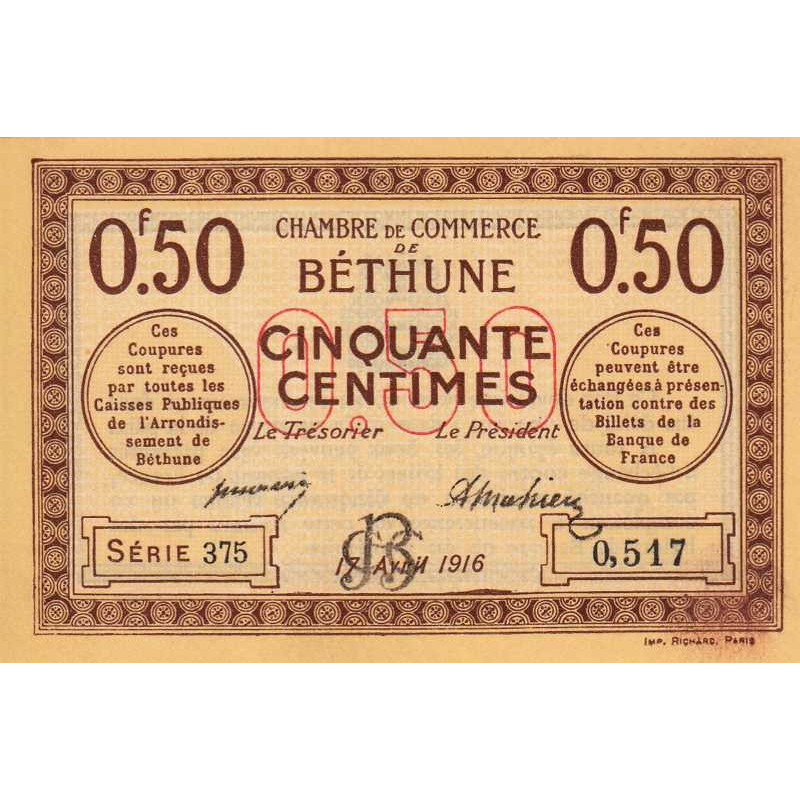 0.50
f
CHAMBRE DE COMMERCE
DE
BÉTHUNE
0.50
f
0.50
CINQUANTE
CENTIMES
Ces
Coupures
sont reçues
par toutes les
Caisses Publiques
de l'Arrondis-
sement de
Béthune
Ces
Coupures
peuvent être
échangées à présen-
tation contre des
Billets de la
Banque de
France
Le Trésorier
Le Président
SÉRIE 375
17 Avril 1916
0,517
IMP. RICHARD, PARIS